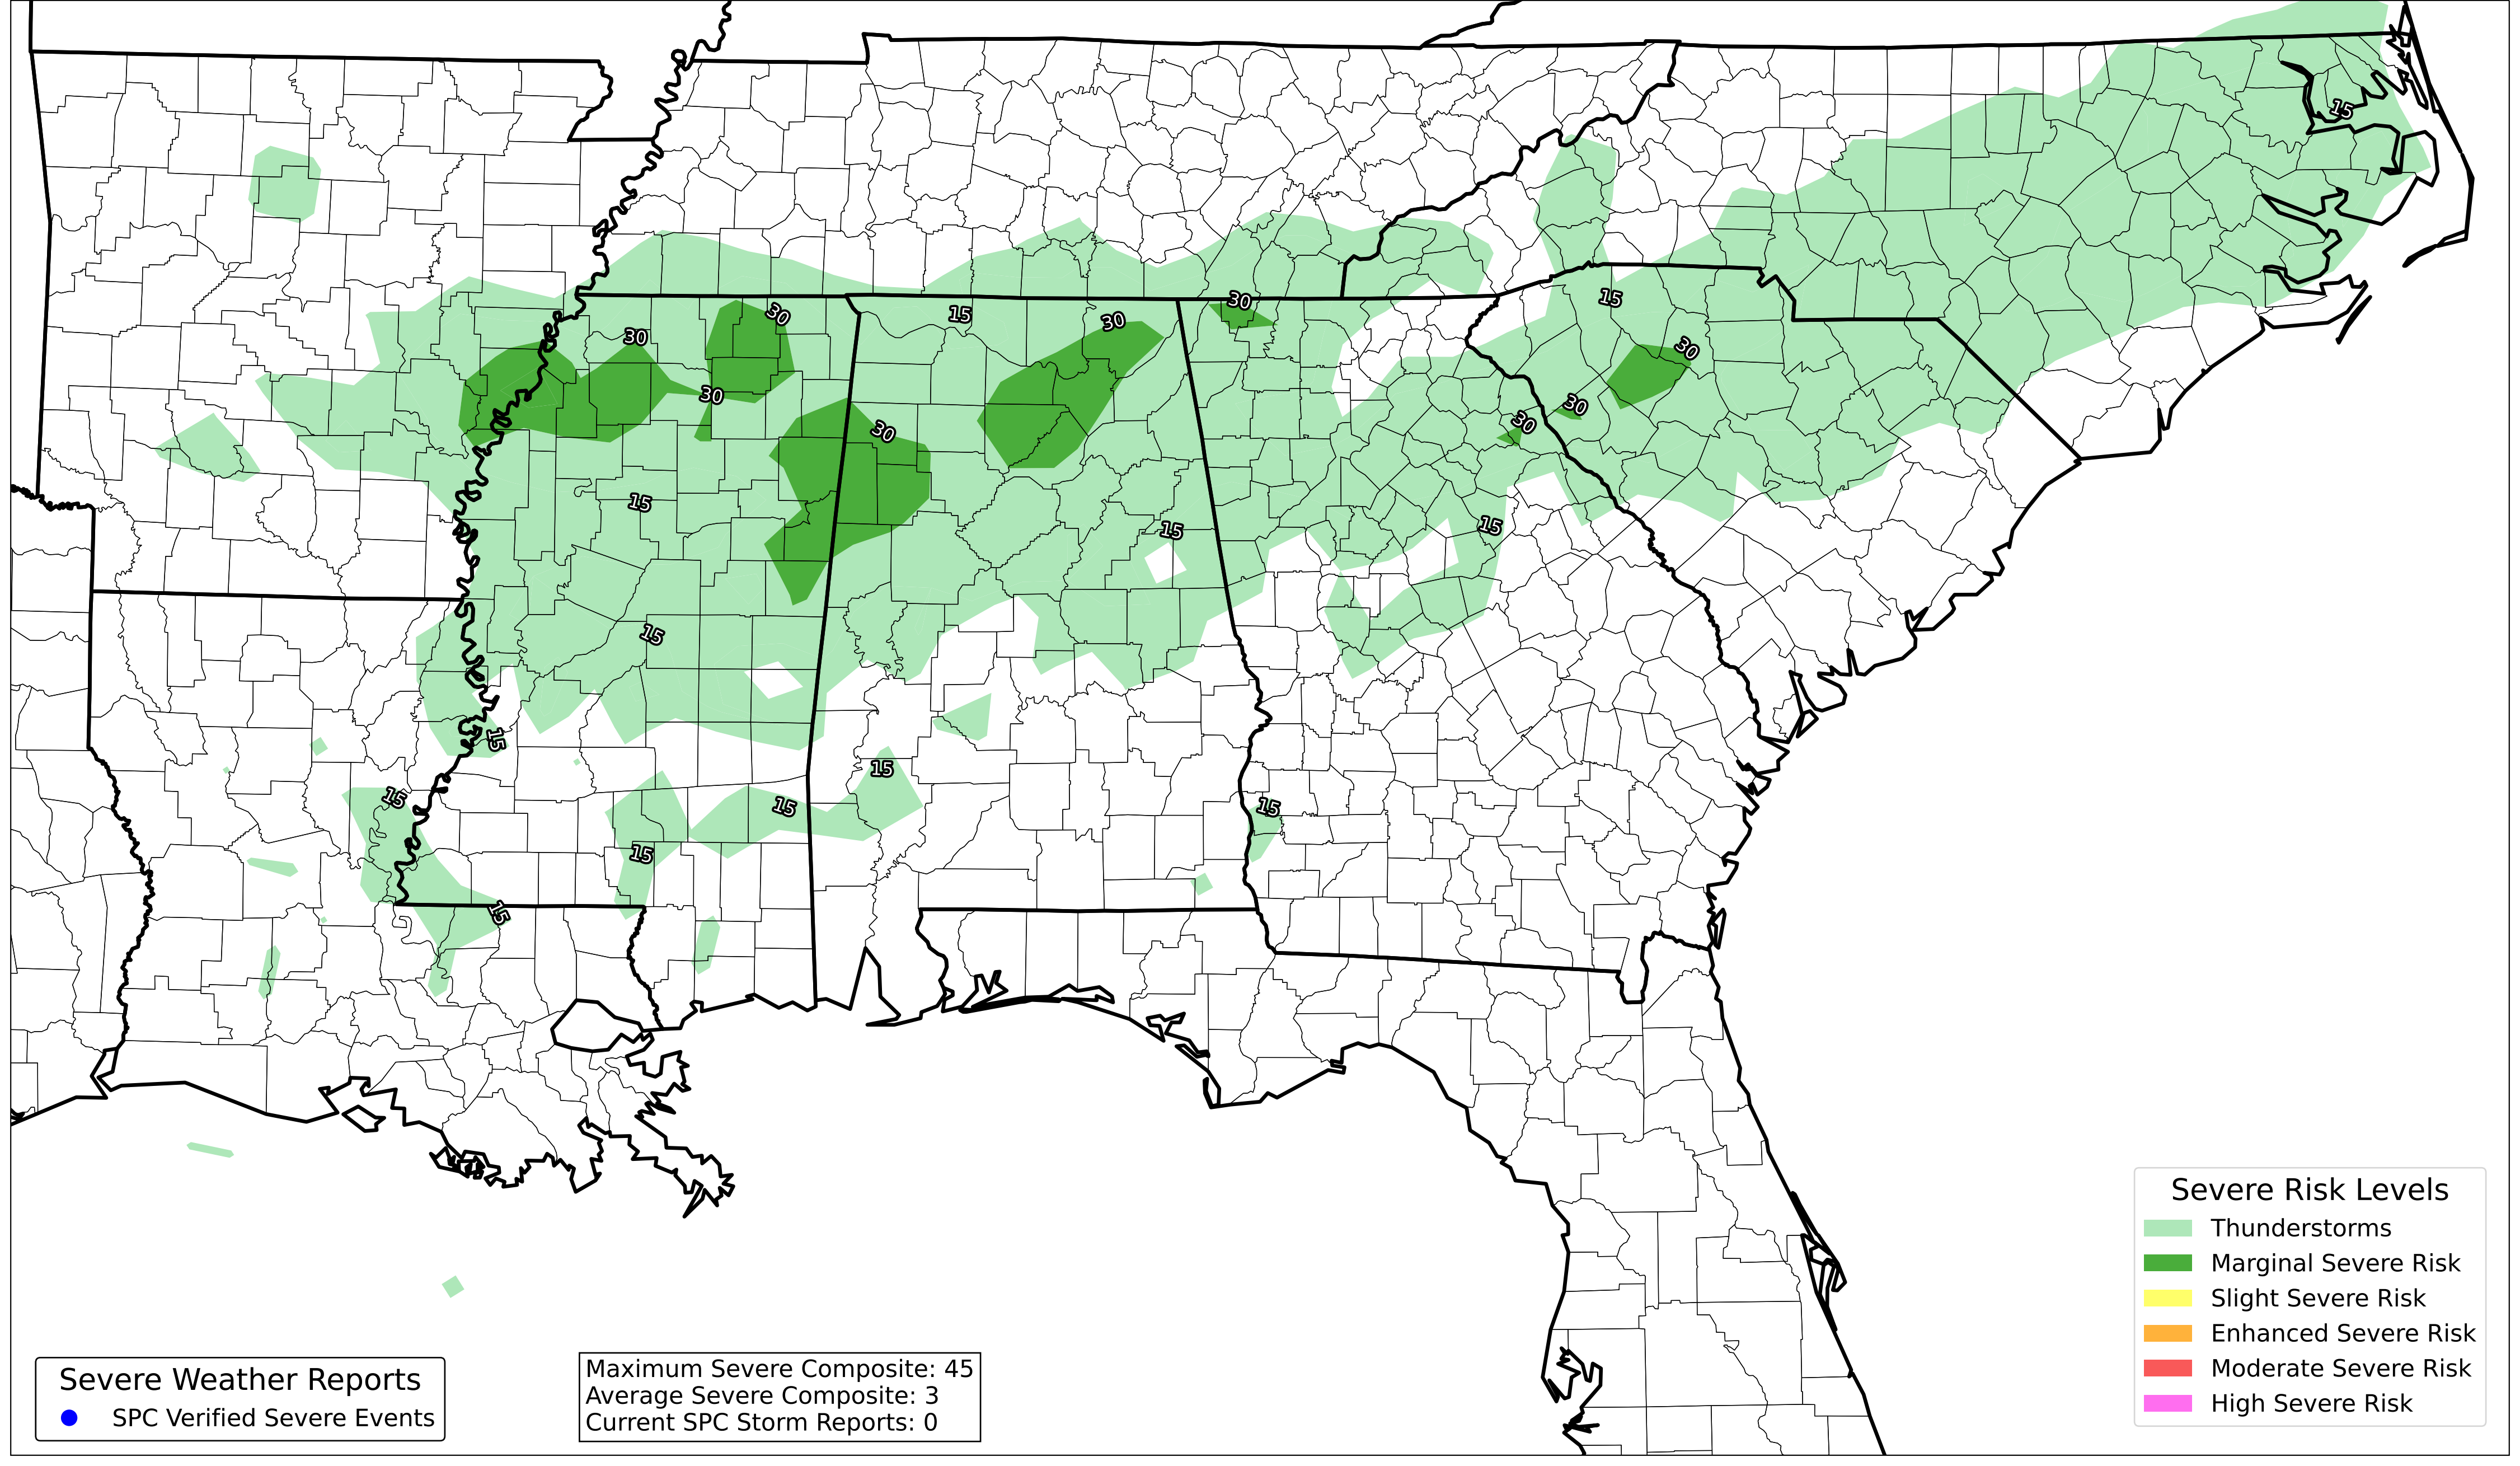 15
15
30
30
15
30
30
30
30
30
30
30
15
15
15
15
15
15
15
15
15
15
15
Severe Risk Levels
Thunderstorms
Marginal Severe Risk
Slight Severe Risk
Enhanced Severe Risk
Moderate Severe Risk
High Severe Risk
Severe Weather Reports
SPC Verified Severe Events
Maximum Severe Composite: 45
Average Severe Composite: 3
Current SPC Storm Reports: 0